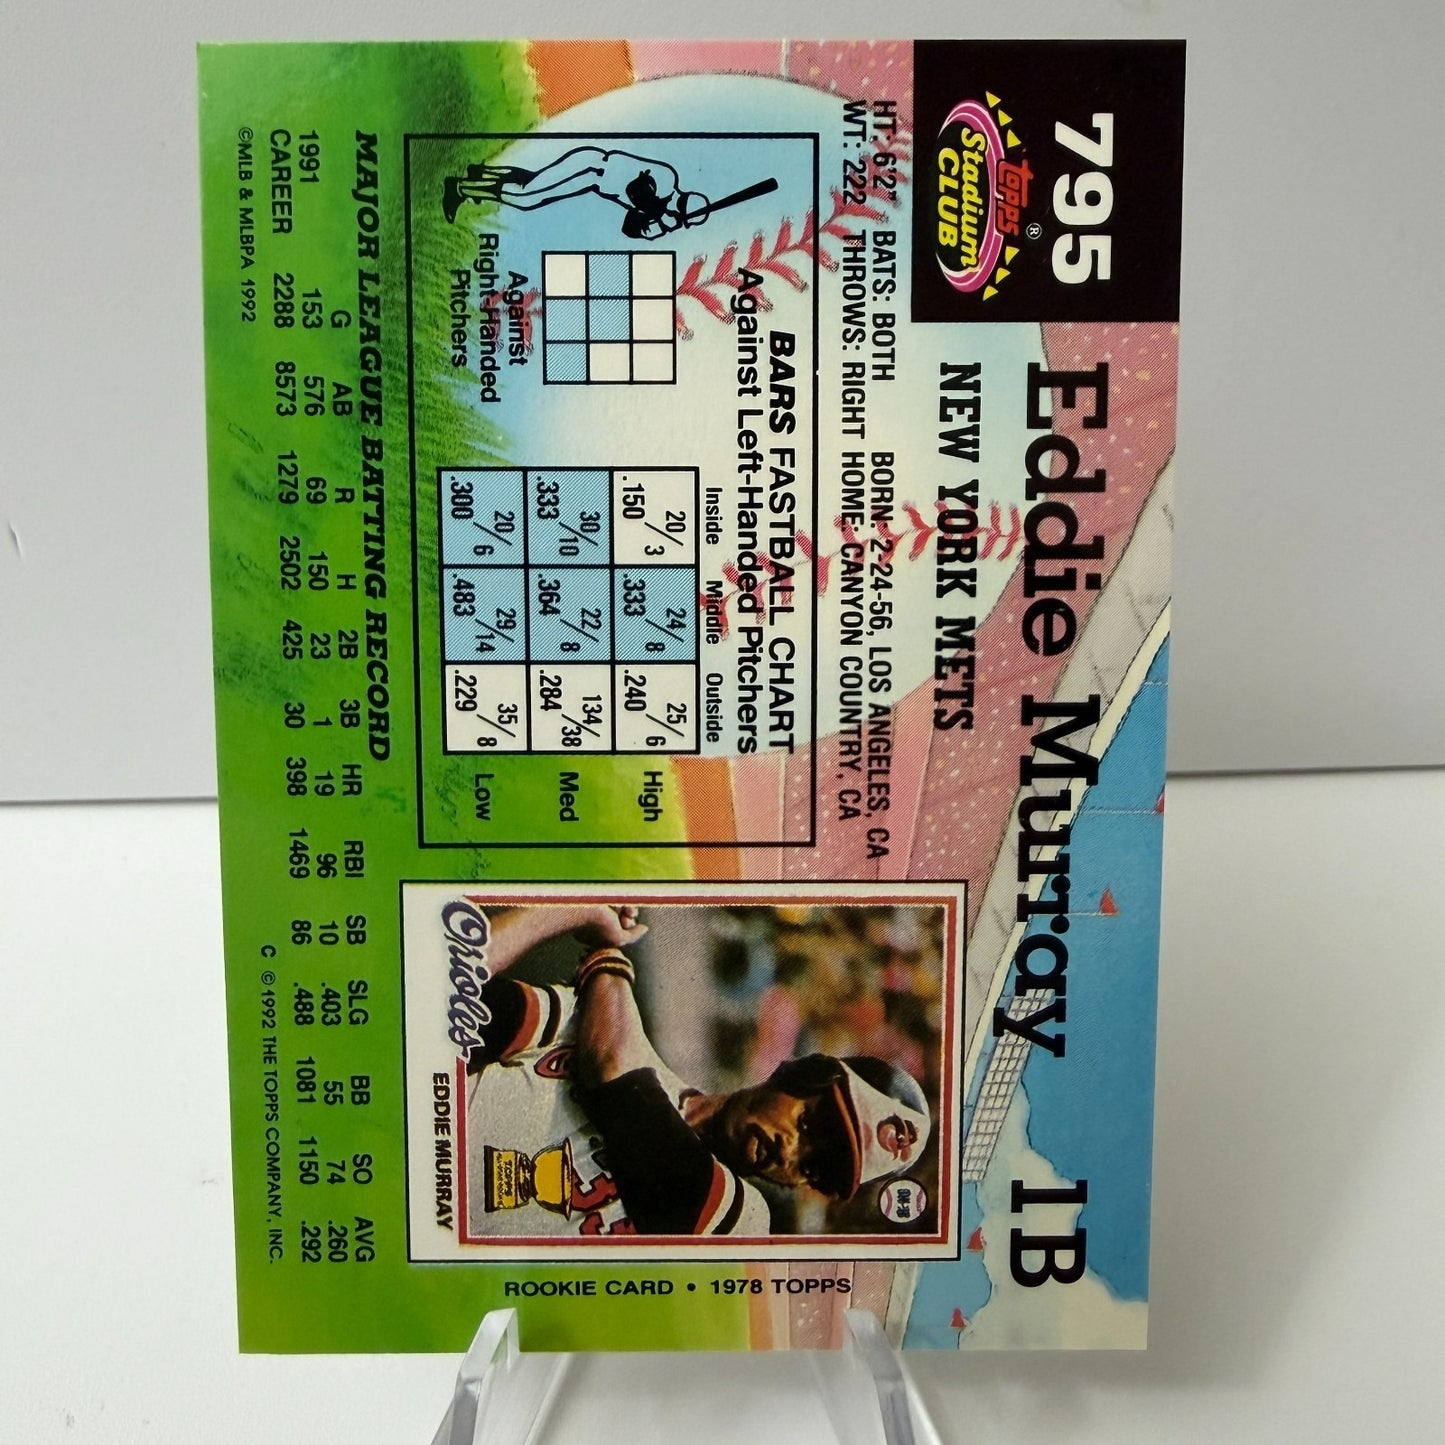 795
TOPPS®
Stadium
CLUB
Eddie Murray 1B
NEW YORK METS
HT: 6'2" BATS: BOTH BORN: 2-24-56, LOS ANGELES, CA
WT: 222 THROWS: RIGHT HOME: CANYON COUNTRY, CA
BARS FASTBALL CHART
Against Left-Handed Pitchers
Inside Middle Outside
20/3 24/8 25/6 High
.150 .333 .240
30/10 22/8 134/38 Med
.333 .364 .284
20/6 29/14 35/8 Low
.300 .483 .229
Against
Right-Handed
Pitchers
Orioles
EDDIE MURRAY
TOPPS
ROOKIE CARD • 1978 TOPPS
MAJOR LEAGUE BATTING RECORD
G AB R H 2B 3B HR RBI SB SLG BB SO AVG
1991 153 576 69 150 23 1 19 96 10 .403 55 74 .260
CAREER 2288 8573 1279 2502 425 30 398 1469 86 .488 1081 1150 .292
©MLB & MLBPA 1992
C ©1992 THE TOPPS COMPANY, INC.